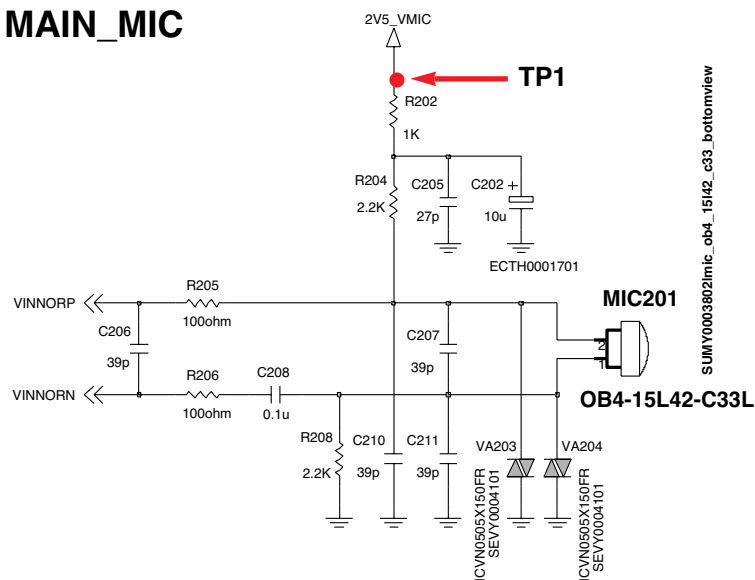 MAIN_MIC
2V5_VMIC
TP1
R202
1K
R204
2.2K
C205
27p
C202
+
10u
ECTH0001701
SUMY0003802lmic_ob4_15l42_c33_bottomview
VINNORP
R205
100ohm
C206
39p
C207
39p
MIC201
2
1
OB4-15L42-C33L
VINNORN
R206
100ohm
C208
0.1u
R208
2.2K
C210
39p
C211
39p
VA203
ICVN0505X150FR
SEVY0004101
VA204
ICVN0505X150FR
SEVY0004101